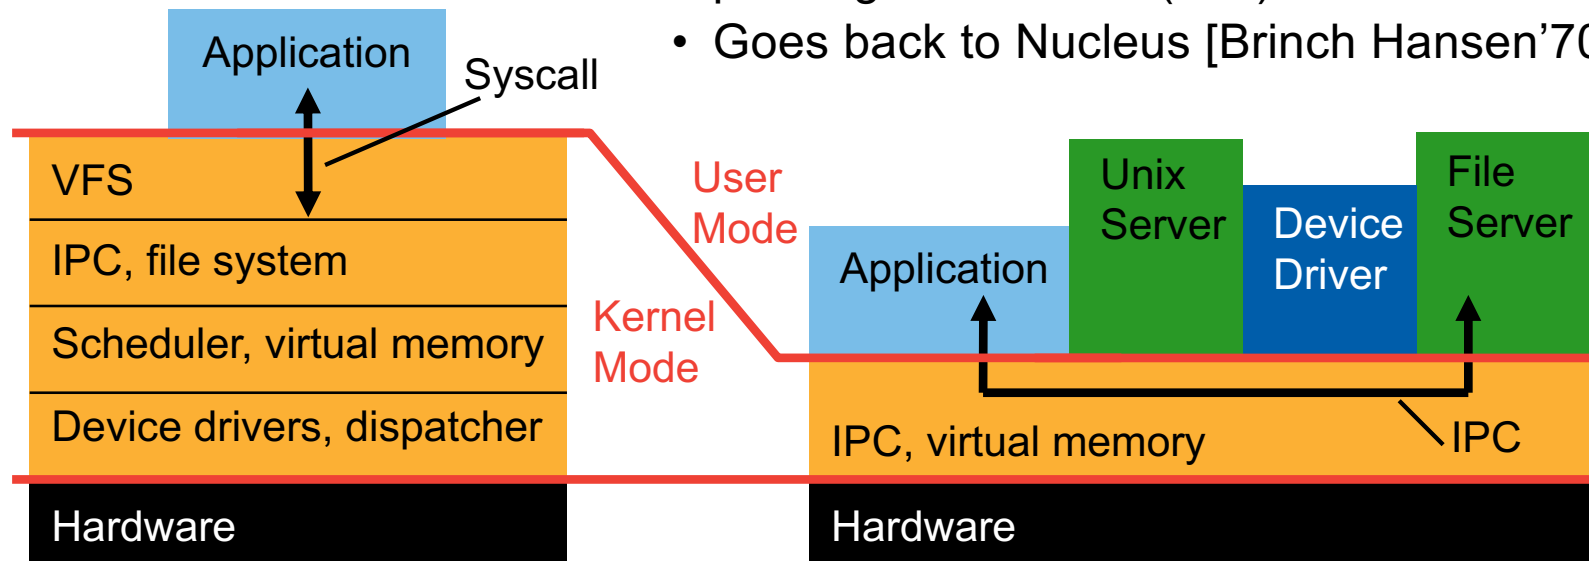 • Goes back to Nucleus [Brinch Hansen'70
Application
Syscall
VFS
IPC, file system
Scheduler, virtual memory
Device drivers, dispatcher
Hardware
User
Mode
Kernel
Mode
Application
Unix
Server
Device
Driver
File
Server
IPC, virtual memory
IPC
Hardware